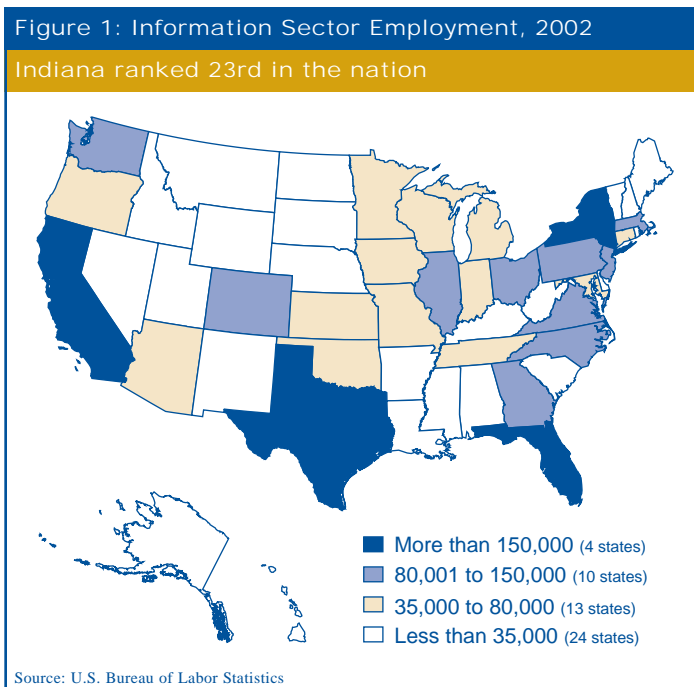 Figure 1: Information Sector Employment, 2002
Indiana ranked 23rd in the nation
More than 150,000 (4 states)
80,001 to 150,000 (10 states)
35,000 to 80,000 (13 states)
Less than 35,000 (24 states)
Source: U.S. Bureau of Labor Statistics